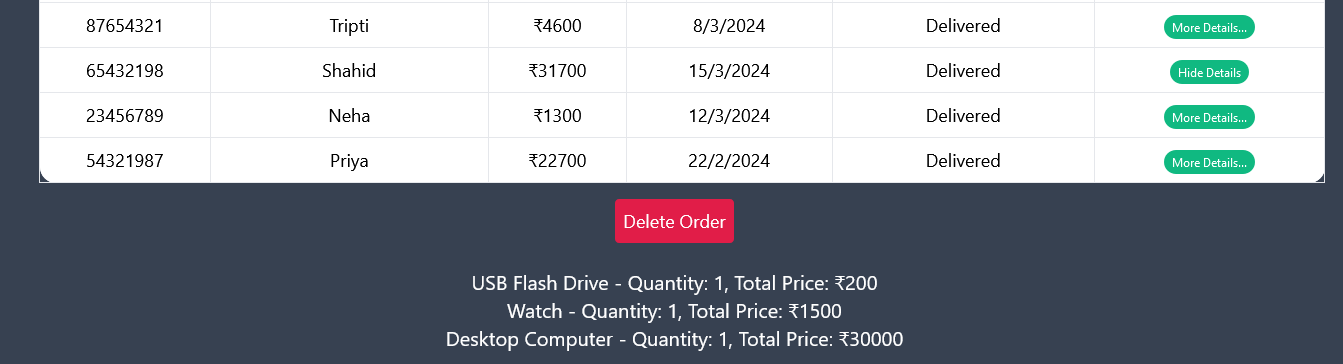 87654321 Tripti ₹4600 8/3/2024 Delivered More Details...
65432198 Shahid ₹31700 15/3/2024 Delivered Hide Details
23456789 Neha ₹1300 12/3/2024 Delivered More Details...
54321987 Priya ₹22700 22/2/2024 Delivered More Details...
Delete Order
USB Flash Drive - Quantity: 1, Total Price: ₹200
Watch - Quantity: 1, Total Price: ₹1500
Desktop Computer - Quantity: 1, Total Price: ₹30000